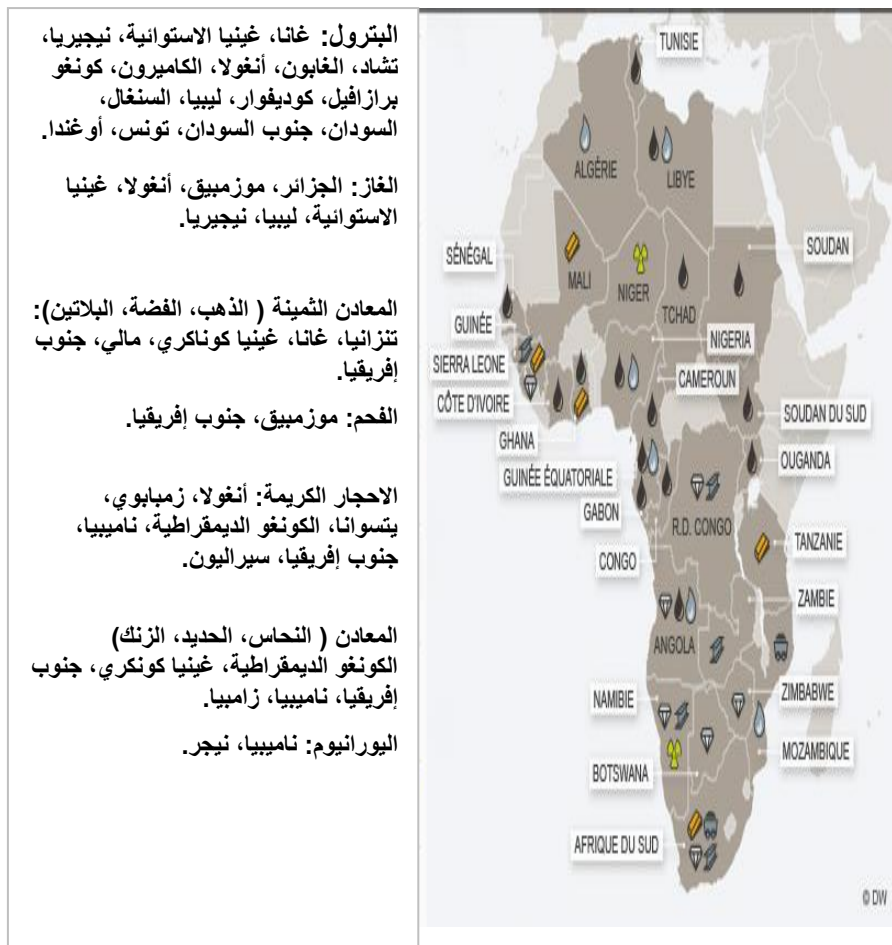 البترول: غانا، غينيا الاستوائية، نيجيريا،
تشاد، الغابون، أنغولا، الكاميرون، كونغو
برازافيل، كوديفوار، ليبيا، السنغال،
السودان، جنوب السودان، تونس، أوغندا.
الغاز: الجزائر، موزمبيق، أنغولا، غينيا
الاستوائية، ليبيا، نيجيريا.
المعادن الثمينة ( الذهب، الفضة، البلاتين):
تنزانيا، غانا، غينيا كوناكري، مالي، جنوب
إفريقيا.
الفحم: موزمبيق، جنوب إفريقيا.
الاحجار الكريمة: أنغولا، زمبابوي،
يتسوانا، الكونغو الديمقراطية، ناميبيا،
جنوب إفريقيا، سيراليون.
المعادن ( النحاس، الحديد، الزنك)
الكونغو الديمقراطية، غينيا كونكري، جنوب
إفريقيا، ناميبيا، زامبيا.
اليورانيوم: ناميبيا، نيجر.
TUNISIE
ALGÉRIE
LIBYE
SÉNÉGAL
MALI
NIGER
TCHAD
SOUDAN
GUINÉE
NIGERIA
SIERRA LEONE
CAMEROUN
CÔTE D'IVOIRE
SOUDAN DU SUD
GHANA
OUGANDA
GUINÉE ÉQUATORIALE
GABON
R.D. CONGO
TANZANIE
CONGO
ZAMBIE
ANGOLA
NAMIBIE
ZIMBABWE
MOZAMBIQUE
BOTSWANA
AFRIQUE DU SUD
© DW